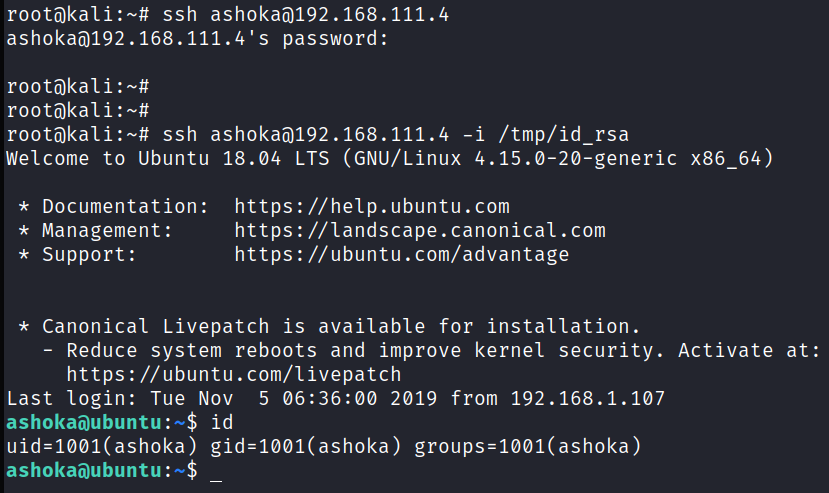 root@kali:~# ssh ashoka@192.168.111.4
ashoka@192.168.111.4's password:
root@kali:~#
root@kali:~#
root@kali:~# ssh ashoka@192.168.111.4 -i /tmp/id_rsa
Welcome to Ubuntu 18.04 LTS (GNU/Linux 4.15.0-20-generic x86_64)
* Documentation:  https://help.ubuntu.com
* Management:     https://landscape.canonical.com
* Support:        https://ubuntu.com/advantage
* Canonical Livepatch is available for installation.
- Reduce system reboots and improve kernel security. Activate at:
https://ubuntu.com/livepatch
Last login: Tue Nov  5 06:36:00 2019 from 192.168.1.107
ashoka@ubuntu:~$ id
uid=1001(ashoka) gid=1001(ashoka) groups=1001(ashoka)
ashoka@ubuntu:~$ _